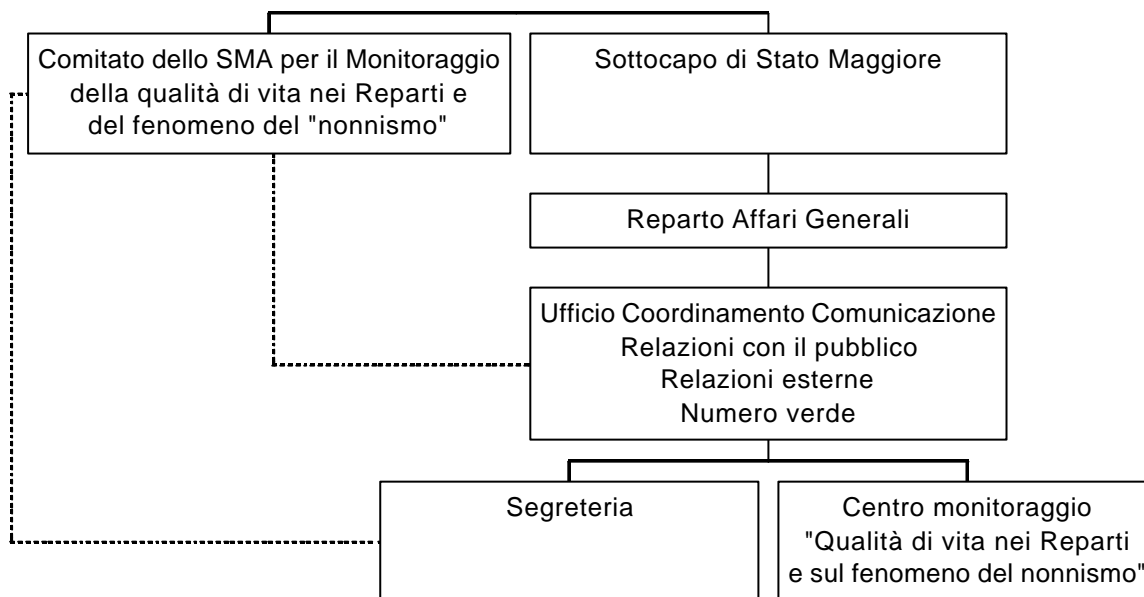 Comitato dello SMA per il Monitoraggio
della qualità di vita nei Reparti e
del fenomeno del "nonnismo"
Sottocapo di Stato Maggiore
Reparto Affari Generali
Ufficio Coordinamento Comunicazione
Relazioni con il pubblico
Relazioni esterne
Numero verde
Segreteria
Centro monitoraggio
"Qualità di vita nei Reparti
e sul fenomeno del nonnismo"